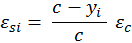 ε_si = (c − y_i)/c ε_c